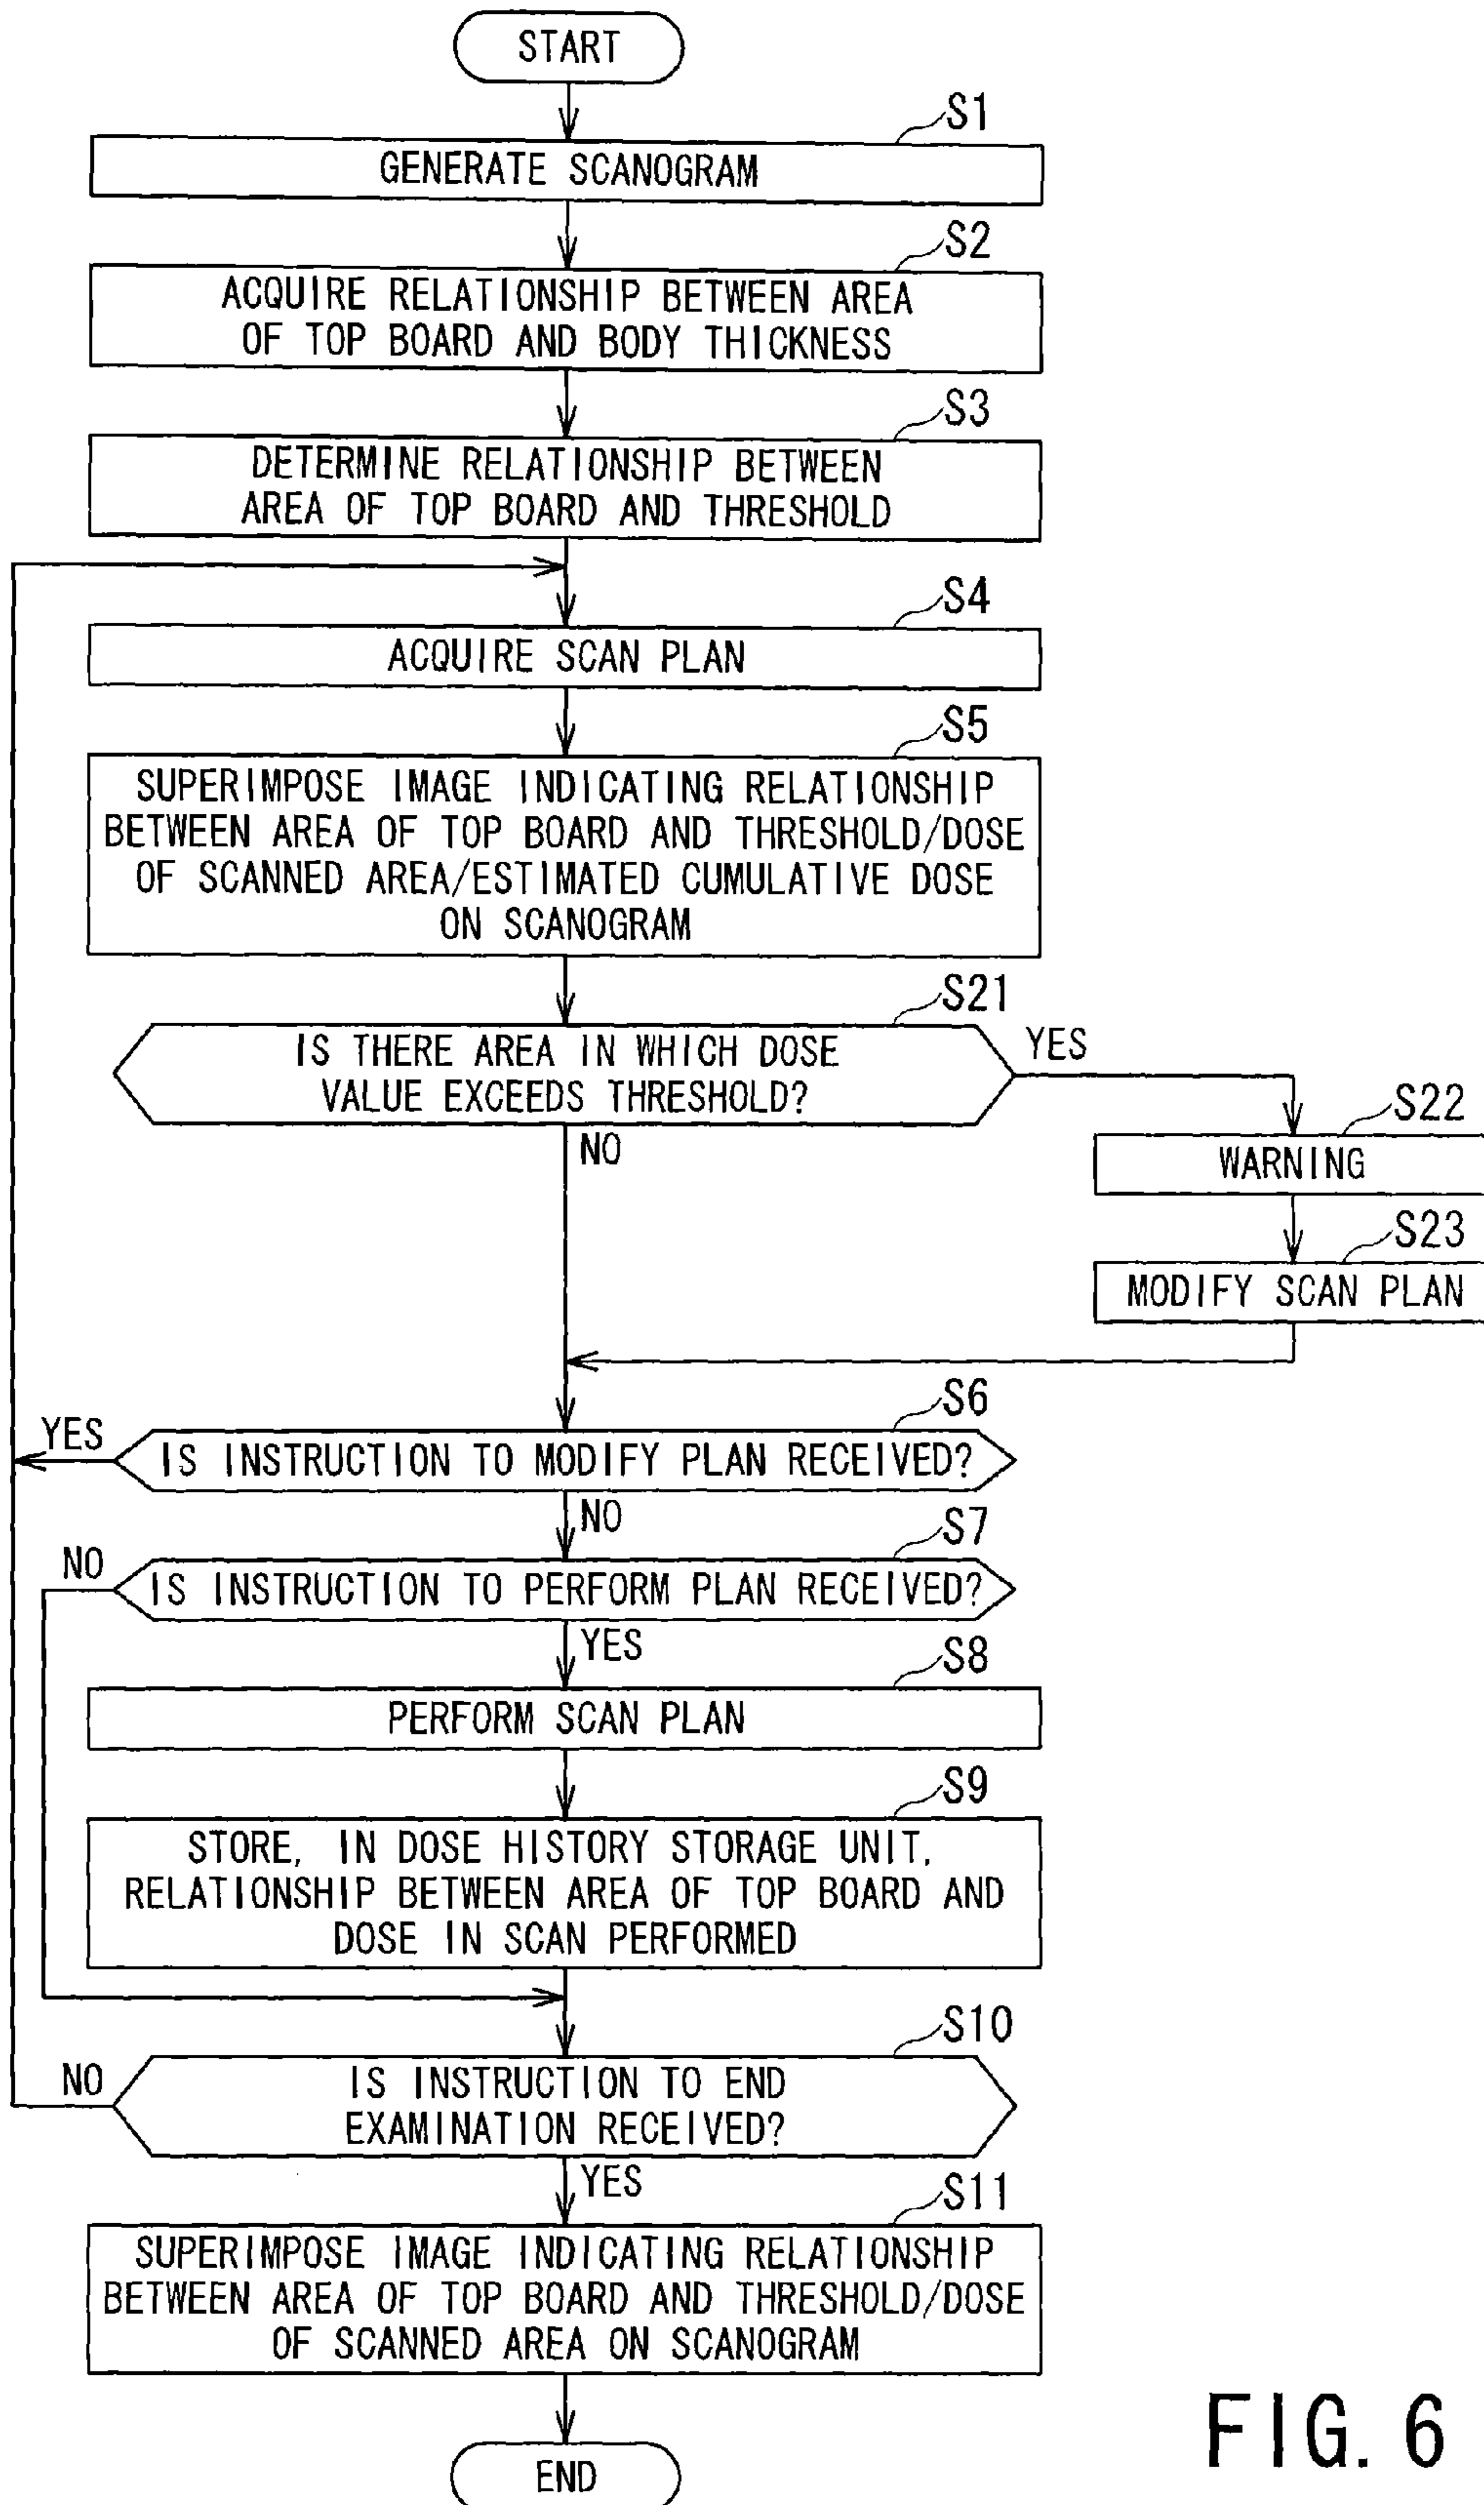 START
S1
GENERATE SCANOGRAM
S2
ACQUIRE RELATIONSHIP BETWEEN AREA
OF TOP BOARD AND BODY THICKNESS
S3
DETERMINE RELATIONSHIP BETWEEN
AREA OF TOP BOARD AND THRESHOLD
S4
ACQUIRE SCAN PLAN
S5
SUPERIMPOSE IMAGE INDICATING RELATIONSHIP
BETWEEN AREA OF TOP BOARD AND THRESHOLD/DOSE
OF SCANNED AREA/ESTIMATED CUMULATIVE DOSE
ON SCANOGRAM
S21
IS THERE AREA IN WHICH DOSE
VALUE EXCEEDS THRESHOLD?
YES
NO
S22
WARNING
S23
MODIFY SCAN PLAN
S6
YES
IS INSTRUCTION TO MODIFY PLAN RECEIVED?
NO
S7
NO
IS INSTRUCTION TO PERFORM PLAN RECEIVED?
YES
S8
PERFORM SCAN PLAN
S9
STORE, IN DOSE HISTORY STORAGE UNIT,
RELATIONSHIP BETWEEN AREA OF TOP BOARD AND
DOSE IN SCAN PERFORMED
S10
NO
IS INSTRUCTION TO END
EXAMINATION RECEIVED?
YES
S11
SUPERIMPOSE IMAGE INDICATING RELATIONSHIP
BETWEEN AREA OF TOP BOARD AND THRESHOLD/DOSE
OF SCANNED AREA ON SCANOGRAM
END
FIG. 6